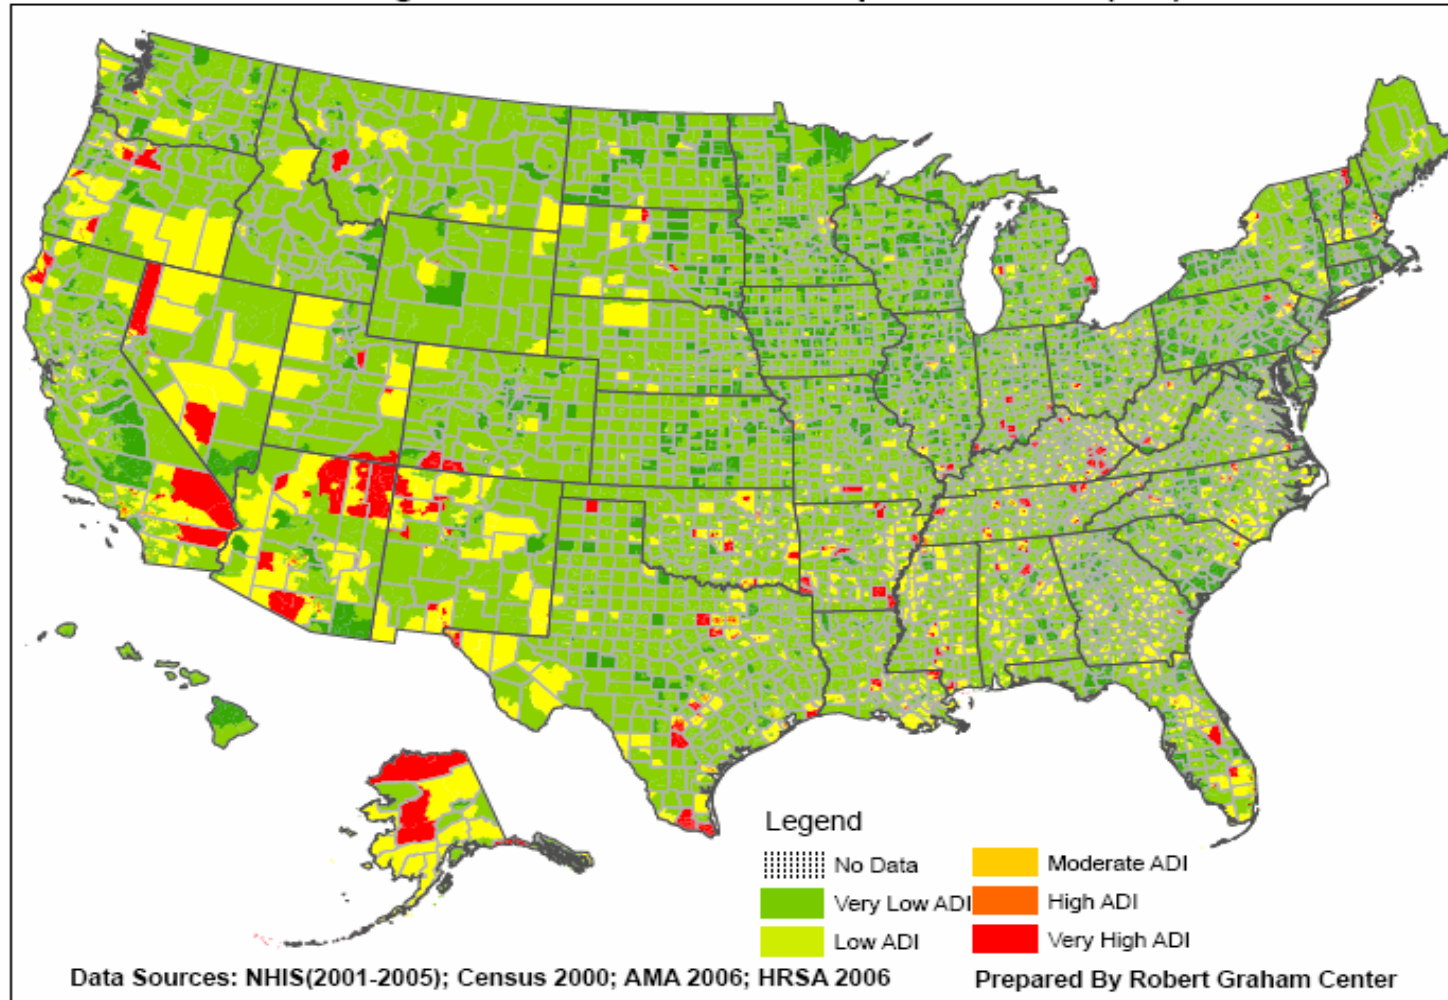 Legend
No Data
Very Low ADI
Low ADI
Moderate ADI
High ADI
Very High ADI
Data Sources: NHIS(2001-2005); Census 2000; AMA 2006; HRSA 2006
Prepared By Robert Graham Center